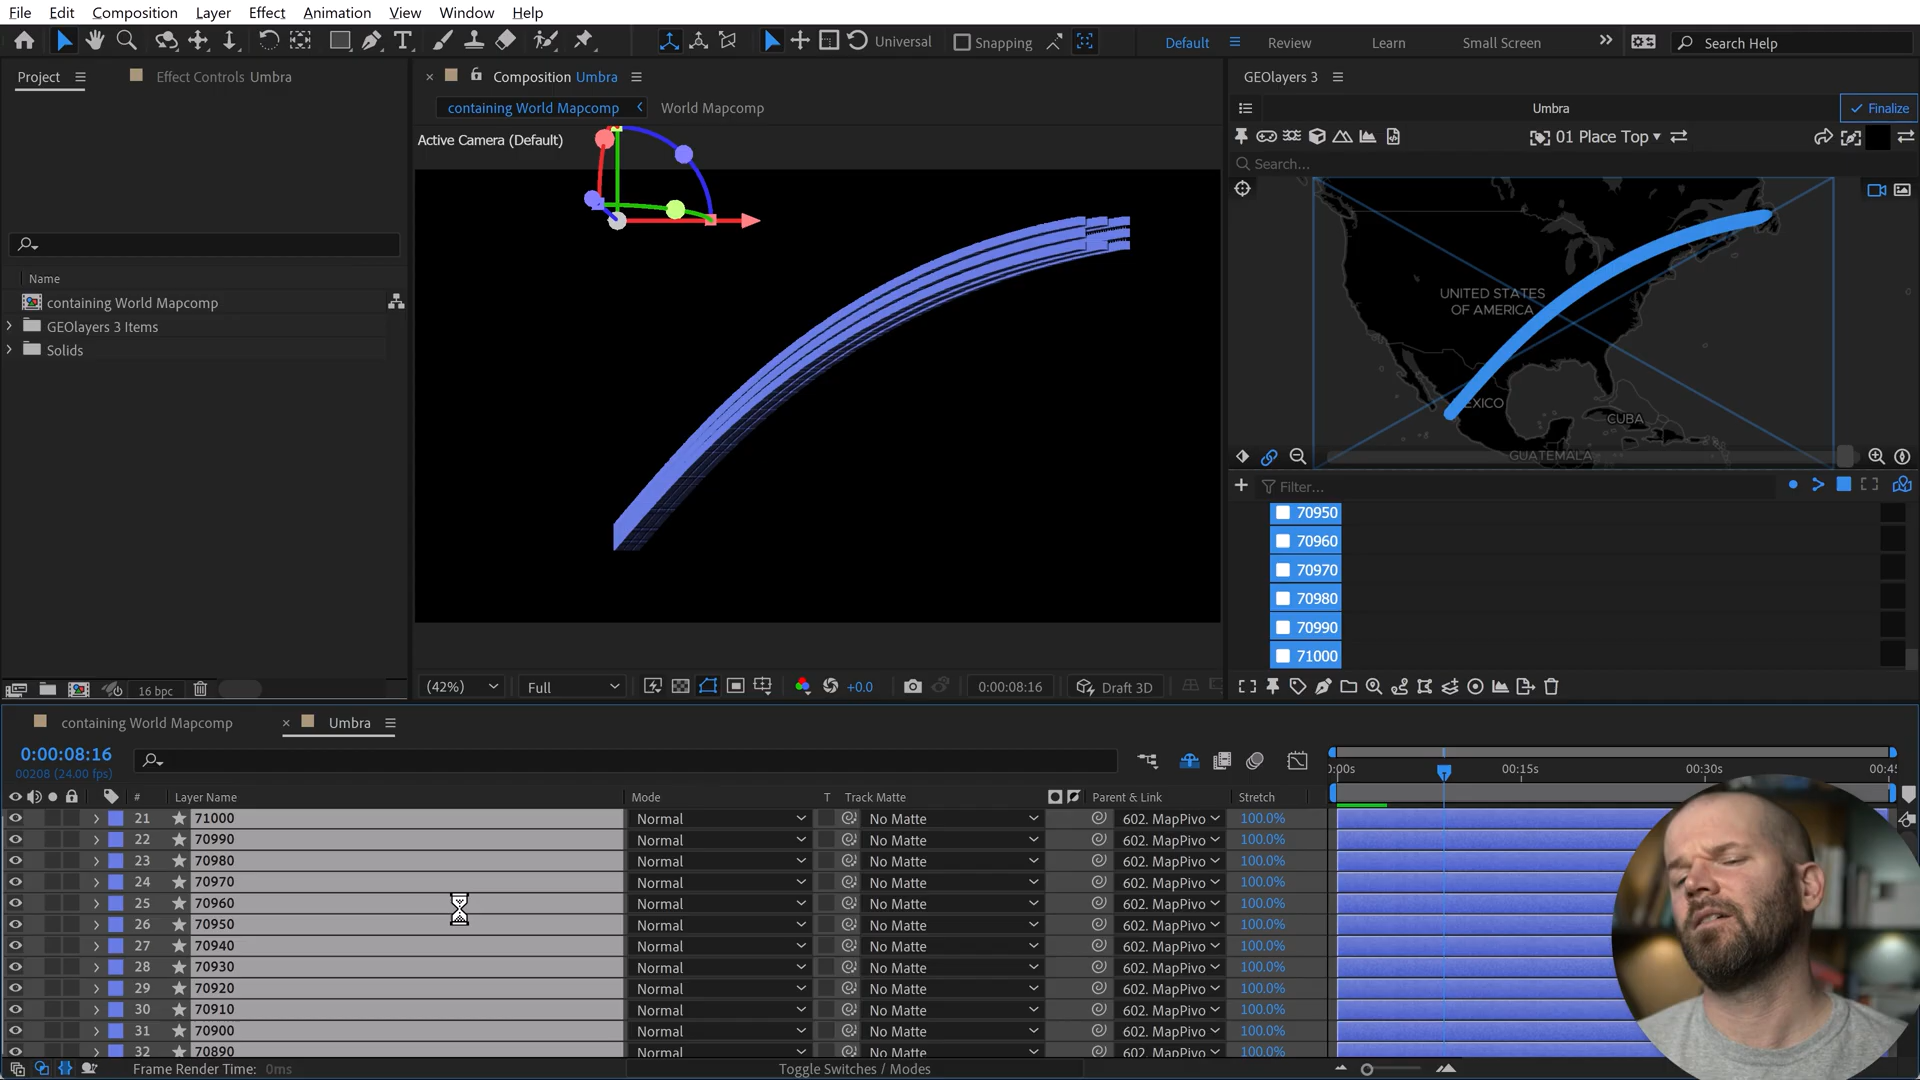 File Edit Composition Layer Effect Animation View Window Help
Universal Snapping Default Review Learn Small Screen Search Help
Project Effect Controls Umbra
Composition Umbra
containing World Mapcomp World Mapcomp
Active Camera (Default)
Name
containing World Mapcomp
GEOlayers 3 Items
Solids
16 bpc
(42%) Full +0.0 0:00:08:16 Draft 3D
GEOlayers 3
Umbra Finalize
01 Place Top
Search...
UNITED STATES
OF AMERICA
EXICO
CUBA
GUATEMALA
Filter...
70950
70960
70970
70980
70990
71000
containing World Mapcomp Umbra
0:00:08:16
00208 (24.00 fps)
:00s 00:15s 00:30s 00:45
# Layer Name Mode T Track Matte Parent & Link Stretch
21 71000 Normal No Matte 602. MapPivo 100.0%
22 70990 Normal No Matte 602. MapPivo 100.0%
23 70980 Normal No Matte 602. MapPivo 100.0%
24 70970 Normal No Matte 602. MapPivo 100.0%
25 70960 Normal No Matte 602. MapPivo 100.0%
26 70950 Normal No Matte 602. MapPivo 100.0%
27 70940 Normal No Matte 602. MapPivo 100.0%
28 70930 Normal No Matte 602. MapPivo 100.0%
29 70920 Normal No Matte 602. MapPivo 100.0%
30 70910 Normal No Matte 602. MapPivo 100.0%
31 70900 Normal No Matte 602. MapPivo 100.0%
32 70890 Normal No Matte 602. MapPivo 100.0%
Frame Render Time: 0ms Toggle Switches / Modes